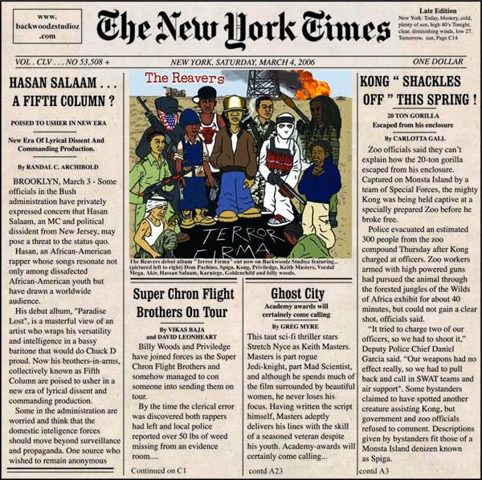 www.
backwoodzstudioz
.com
The New York Times
Late Edition
New York: Today, blustery, cold,
plenty of sun, high 40's Tonight,
clear, diminishing winds, low 27.
Tomorrow, sun, Page C14
VOL. CLV . . . NO 53,508 +
NEW YORK, SATURDAY, MARCH 4, 2006
ONE DOLLAR
HASAN SALAAM . . .
A FIFTH COLUMN ?
POISED TO USHER IN NEW ERA
New Era Of Lyrical Dissent And
Commanding Production.
By RANDAL C. ARCHIBOLD
BROOKLYN, March 3 - Some
officials in the Bush
administration have privately
expressed concern that Hasan
Salaam, an MC and political
dissident from New Jersey, may
pose a threat to the status quo.
Hasan, an African-American
rapper whose songs resonate not
only among dissafected
African-American youth but
have drawn a worldwide
audience.
His debut album, "Paradise
Lost", is a masterful view of an
artist who wraps his versatility
and intelligence in a bassy
baritone that would do Chuck D
proud. Now his brothers-in-arms,
collectively known as Fifth
Column are poised to usher in a
new era of lyrical dissent and
commanding production.
Some in the administration are
worried and think that the
domestic inteligence forces
should move beyond surveillance
and propaganda. One source who
wished to remain anonymous
The Reavers
TERROR
FIRMA
The Reavers debut album "Terror Firma" out now on Backwodz Studioz featuring...
(pictured left to right) Dom Pachino, Spiega, Kong, Priviledge, Keith Masters, Vordul
Mega, Akir, Hassan Salaam, Karniege, Goldenchild and billy woods.
Super Chron Flight
Brothers On Tour
By VIKAS BAJA
and DAVID LEONHEART
Billy Woods and Priviledge
have joined forces as the Super
Chron Flight Brothers and
somehow managed to con
someone into sending them on
tour.
By the time the clerical error
was discovered both rappers
had left and local police
reported over 50 lbs of weed
missing from an evidence
room....
Continued on C1
Ghost City
Academy awards will
certainely come calling
By GREG MYRE
This taut sci-fi thriller stars
Stretch Nyce as Keith Masters.
Masters is part rogue
Jedi-knight, part Mad Scientist,
and although he spends much of
the film surrounded by beautiful
women, he never loses his
focus. Having written the script
himself, Masters adeptly
delivers his lines with the skill
of a seasoned veteran despite
his youth. Academy-awards will
certainly come calling...
contd A23
KONG " SHACKLES
OFF " THIS SPRING !
20 TON GORILLA
Escaped from his enclosure
By CARLOTTA GALL
Zoo officials said they can't
explain how the 20-ton gorilla
escaped from his enclosure.
Captured on Monsta Island by a
team of Special Forces, the mighty
Kong was being held captive at a
specially prepared Zoo before he
broke free.
Police evacuated an estimated
300 people from the zoo
compound Thursday after Kong
charged at officers. Zoo workers
armed with high powered guns
had pursued the animal through
the forested jungles of the Wilds
of Africa exhibit for about 40
minutes, but could not gain a clear
shot, officials said.
"It tried to charge two of our
officers, so we had to shoot it,"
Deputy Police Chief Daniel
Garcia said. "Our weapons had no
effect really, so we had to pull
back and call in SWAT teams and
air support". Some bystanders
claimed to have spotted another
creature assisting Kong, but
government and zoo officials
refused to comment. Descriptions
given by bystanders fit those of a
Monsta Island denizen known
as Spiega.
contd A3